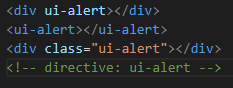 <div ui-alert></div>
<ui-alert></ui-alert>
<div class="ui-alert"></div>
<!-- directive: ui-alert -->